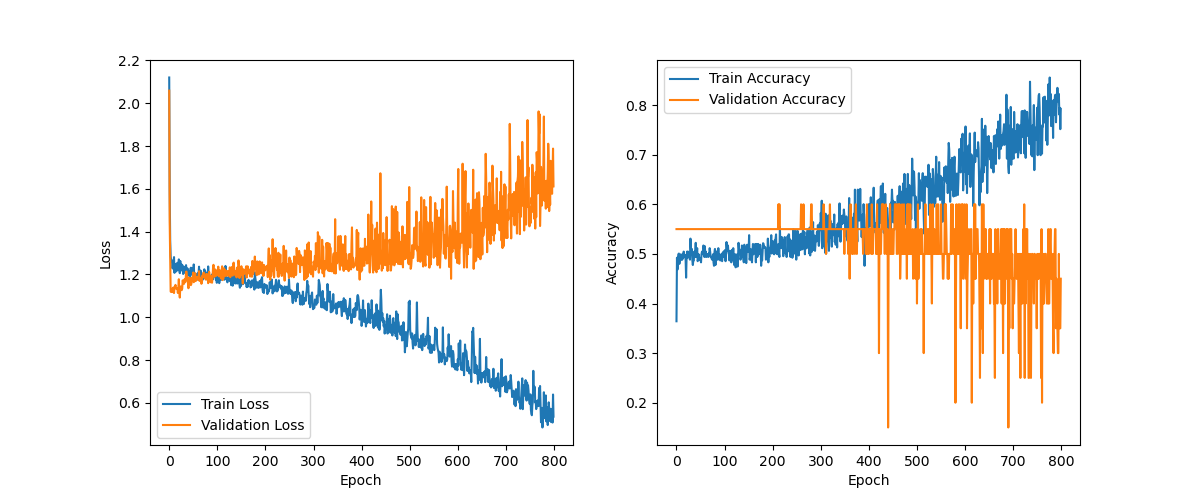 2.2
2.0
1.8
1.6
1.4
1.2
1.0
0.8
0.6
Loss
Train Loss
Validation Loss
0 100 200 300 400 500 600 700 800
Epoch
Train Accuracy
Validation Accuracy
0.8
0.7
0.6
0.5
0.4
0.3
0.2
Accuracy
0 100 200 300 400 500 600 700 800
Epoch